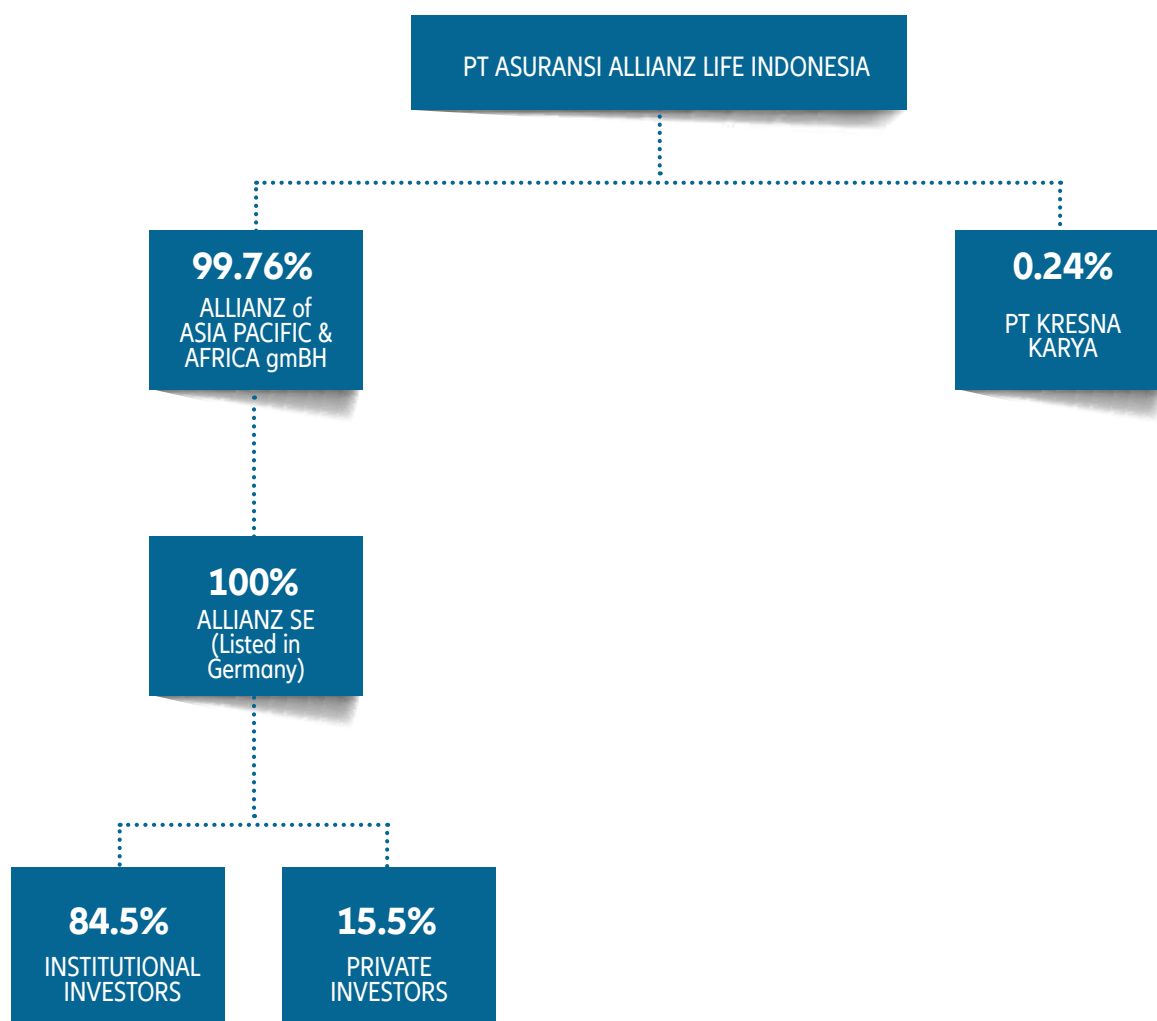 PT ASURANSI ALLIANZ LIFE INDONESIA
99.76%
ALLIANZ of
ASIA PACIFIC &
AFRICA gmBH
0.24%
PT KRESNA
KARYA
100%
ALLIANZ SE
(Listed in
Germany)
84.5%
INSTITUTIONAL
INVESTORS
15.5%
PRIVATE
INVESTORS